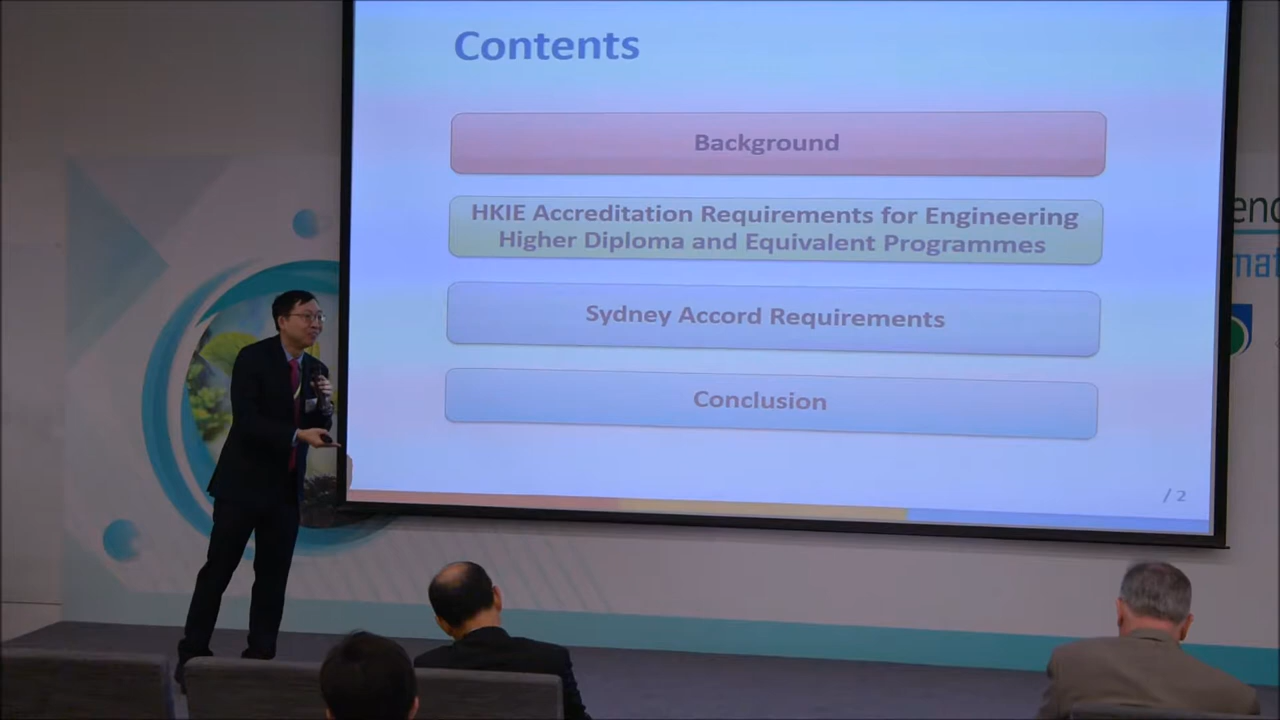 Contents
Background
HKIE Accreditation Requirements for Engineering
Higher Diploma and Equivalent Programmes
Sydney Accord Requirements
Conclusion
/ 2